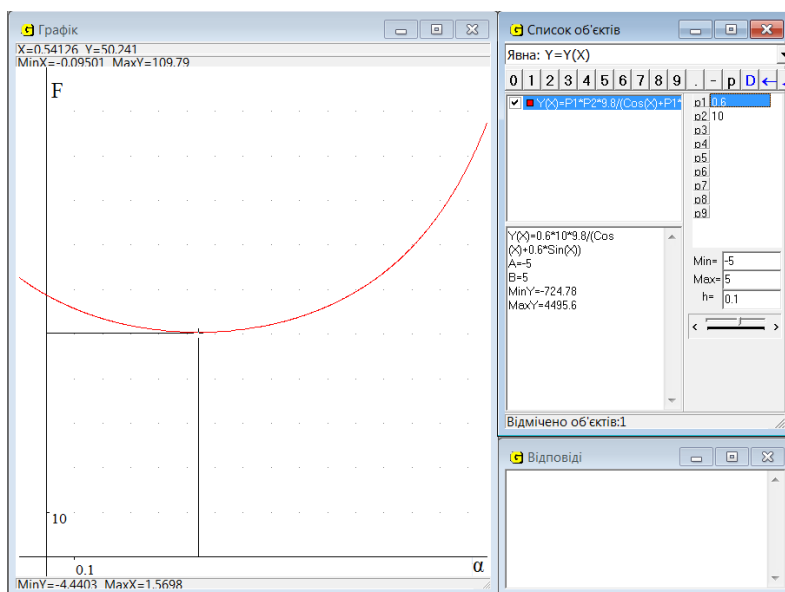 Графік
X=0.54126 Y=50.241
MinX=-0.09501 MaxY=109.79
F
10
0.1
α
MinY=-4.4403 MaxX=1.5698
Список об'єктів
Явна: Y=Y(X)
0 1 2 3 4 5 6 7 8 9 . - p D ←
Y(X)=P1*P2*9.8/(Cos(X)+P1*
p1 0.6
p2 10
p3
p4
p5
p6
p7
p8
p9
Y(X)=0.6*10*9.8/(Cos
(X)+0.6*Sin(X))
A=-5
B=5
MinY=-724.78
MaxY=4495.6
Min= -5
Max= 5
h= 0.1
< >
Відмічено об'єктів:1
Відповіді